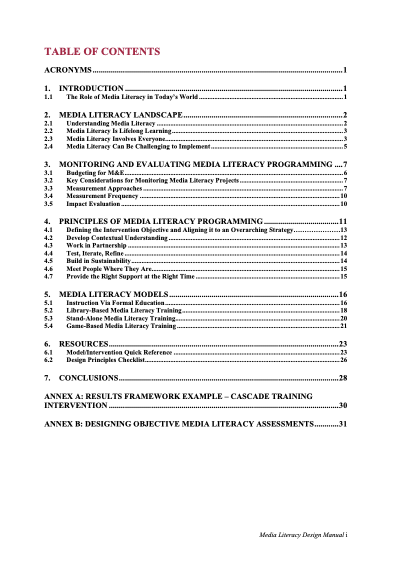 TABLE OF CONTENTS
ACRONYMS 1
1. INTRODUCTION 1
1.1 The Role of Media Literacy in Today's World 1
2. MEDIA LITERACY LANDSCAPE 2
2.1 Understanding Media Literacy 2
2.2 Media Literacy Is Lifelong Learning 3
2.3 Media Literacy Involves Everyone 3
2.4 Media Literacy Can Be Challenging to Implement 5
3. MONITORING AND EVALUATING MEDIA LITERACY PROGRAMMING 7
3.1 Budgeting for M&E 6
3.2 Key Considerations for Monitoring Media Literacy Projects 7
3.3 Measurement Approaches 7
3.4 Measurement Frequency 10
3.5 Impact Evaluation 10
4. PRINCIPLES OF MEDIA LITERACY PROGRAMMING 11
4.1 Defining the Intervention Objective and Aligning it to an Overarching Strategy 13
4.2 Develop Contextual Understanding 12
4.3 Work in Partnership 13
4.4 Test, Iterate, Refine 14
4.5 Build in Sustainability 14
4.6 Meet People Where They Are 15
4.7 Provide the Right Support at the Right Time 15
5. MEDIA LITERACY MODELS 16
5.1 Instruction Via Formal Education 16
5.2 Library-Based Media Literacy Training 18
5.3 Stand-Alone Media Literacy Training 20
5.4 Game-Based Media Literacy Training 21
6. RESOURCES 23
6.1 Model/Intervention Quick Reference 23
6.2 Design Principles Checklist 26
7. CONCLUSIONS 28
ANNEX A: RESULTS FRAMEWORK EXAMPLE – CASCADE TRAINING
INTERVENTION 30
ANNEX B: DESIGNING OBJECTIVE MEDIA LITERACY ASSESSMENTS 31
Media Literacy Design Manual i